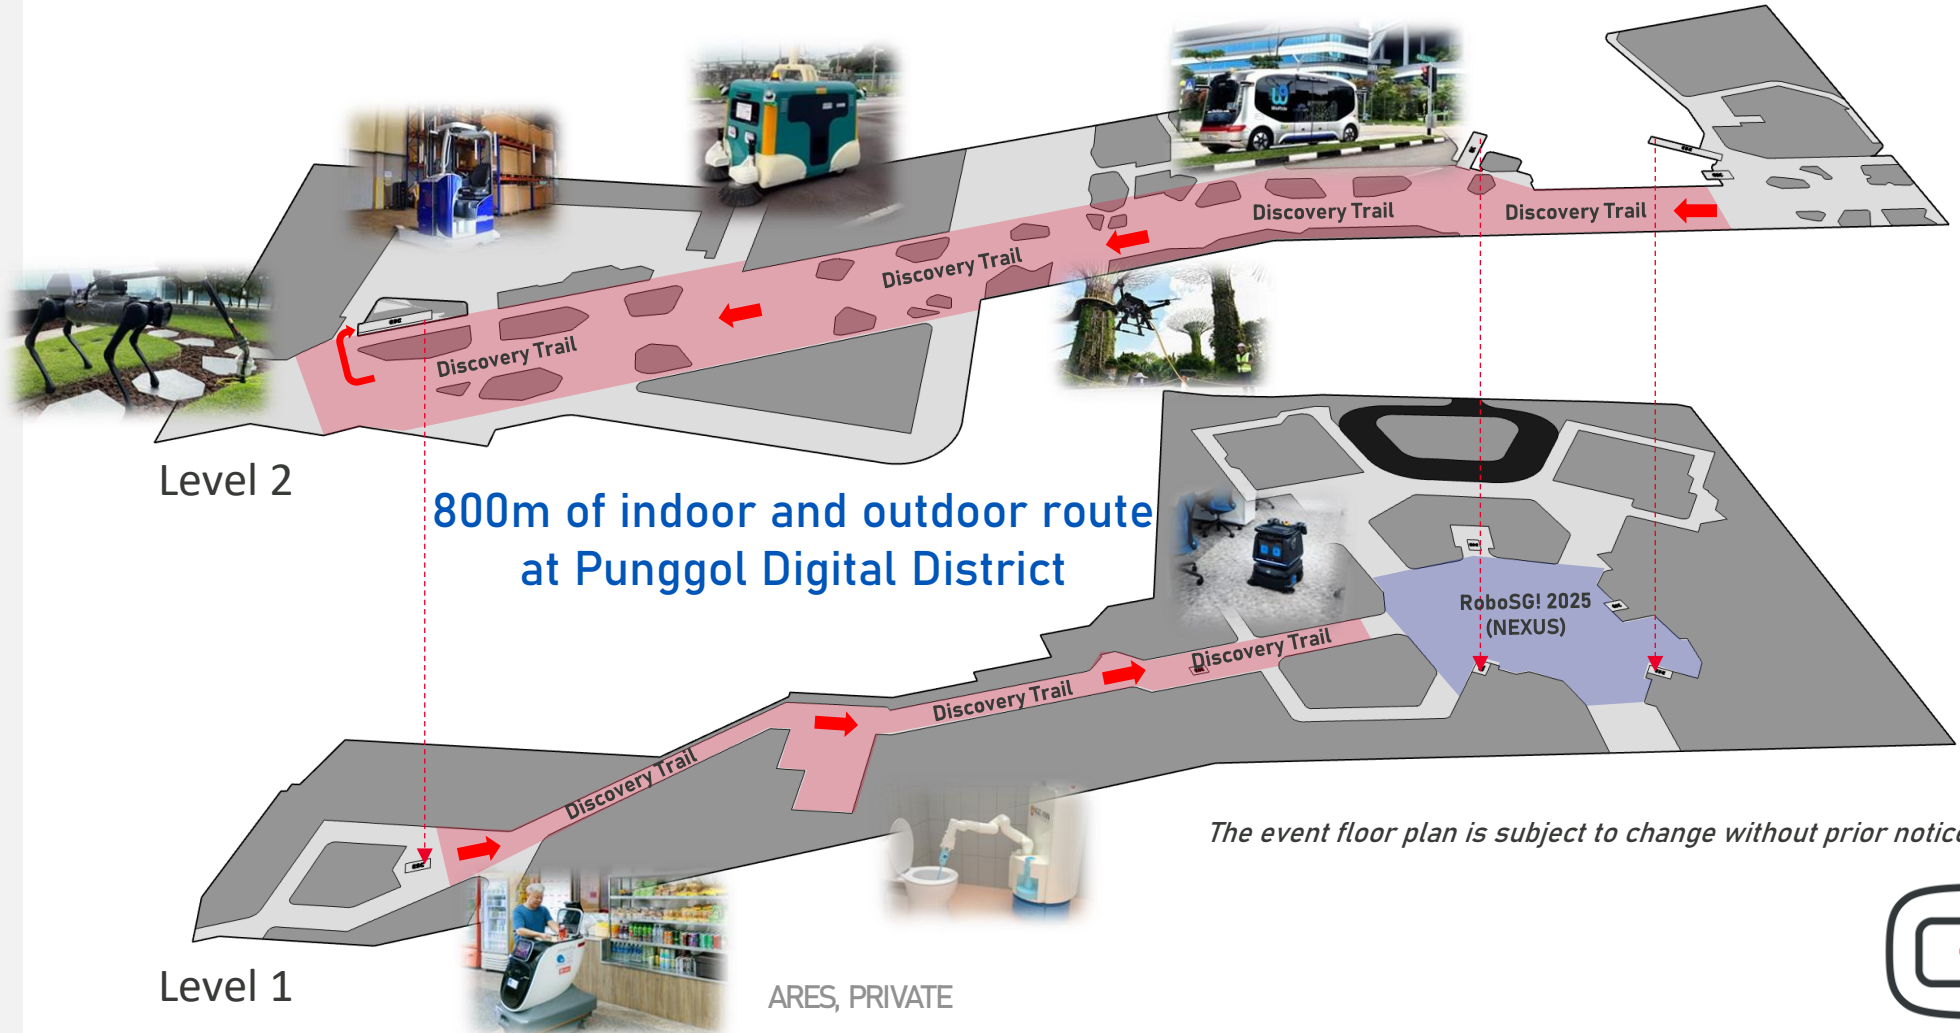 Discovery Trail
Discovery Trail
Discovery Trail
Discovery Trail
Level 2
800m of indoor and outdoor route
at Punggol Digital District
RoboSG! 2025
(NEXUS)
Discovery Trail
Discovery Trail
Discovery Trail
The event floor plan is subject to change without prior notice
Level 1
ARES, PRIVATE